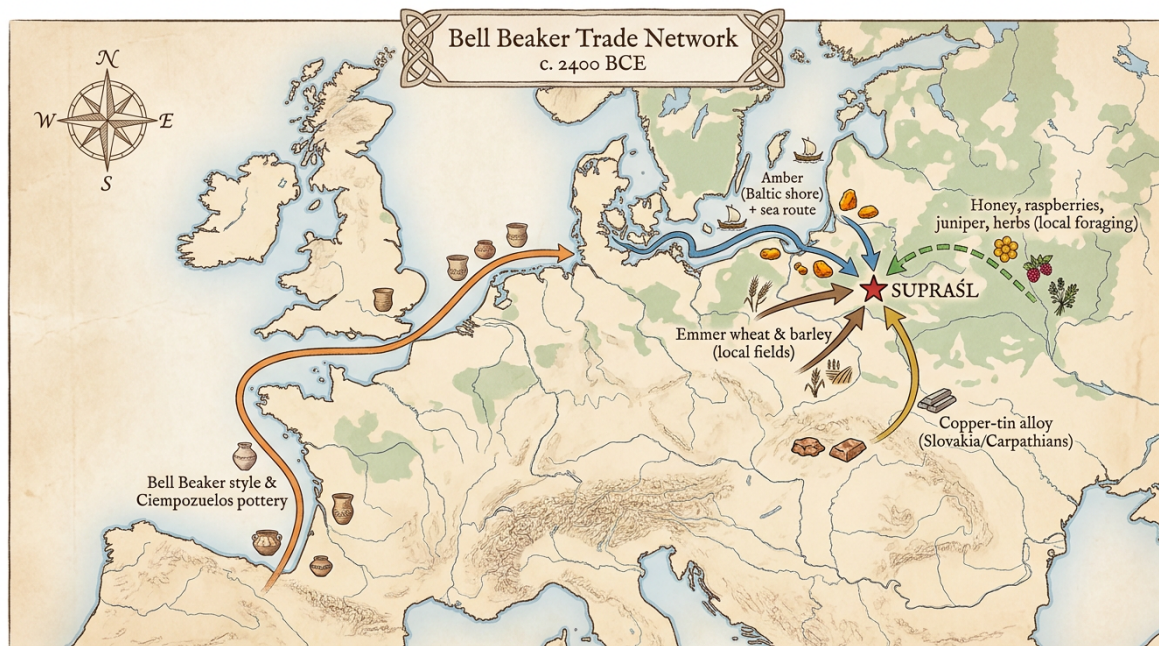 Bell Beaker Trade Network
c. 2400 BCE
N
W
E
S
Amber
(Baltic shore)
+ sea route
Honey, raspberries,
juniper, herbs (local foraging)
SUPRAŚL
Emmer wheat & barley
(local fields)
Copper-tin alloy
(Slovakia/Carpathians)
Bell Beaker style &
Ciempozuelos pottery